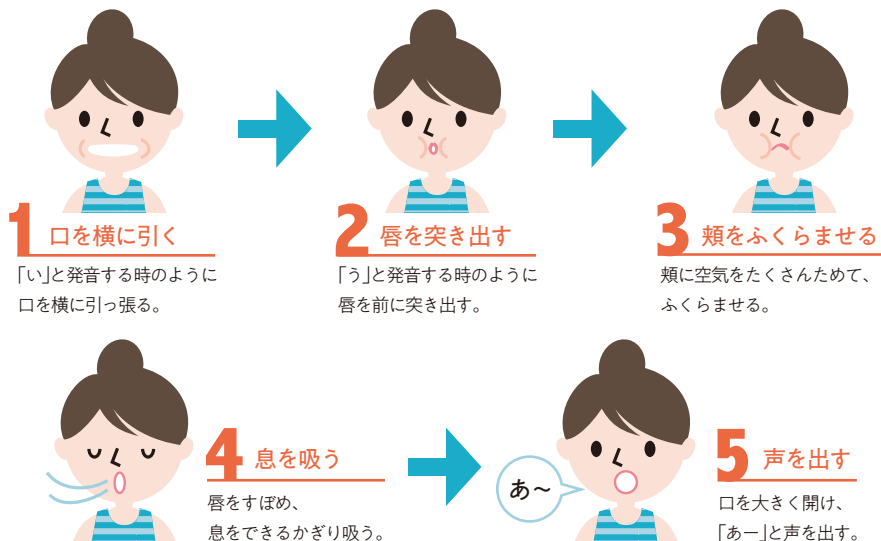 1 口を横に引く
「い」と発音する時のように
口を横に引っ張る。
2 唇を突き出す
「う」と発音する時のように
唇を前に突き出す。
3 頬をふくらませる
頬に空気をたくさんためて、
ふくらませる。
4 息を吸う
唇をすぼめ、
息をできるかぎり吸う。
あ〜
5 声を出す
口を大きく開け、
「あー」と声を出す。